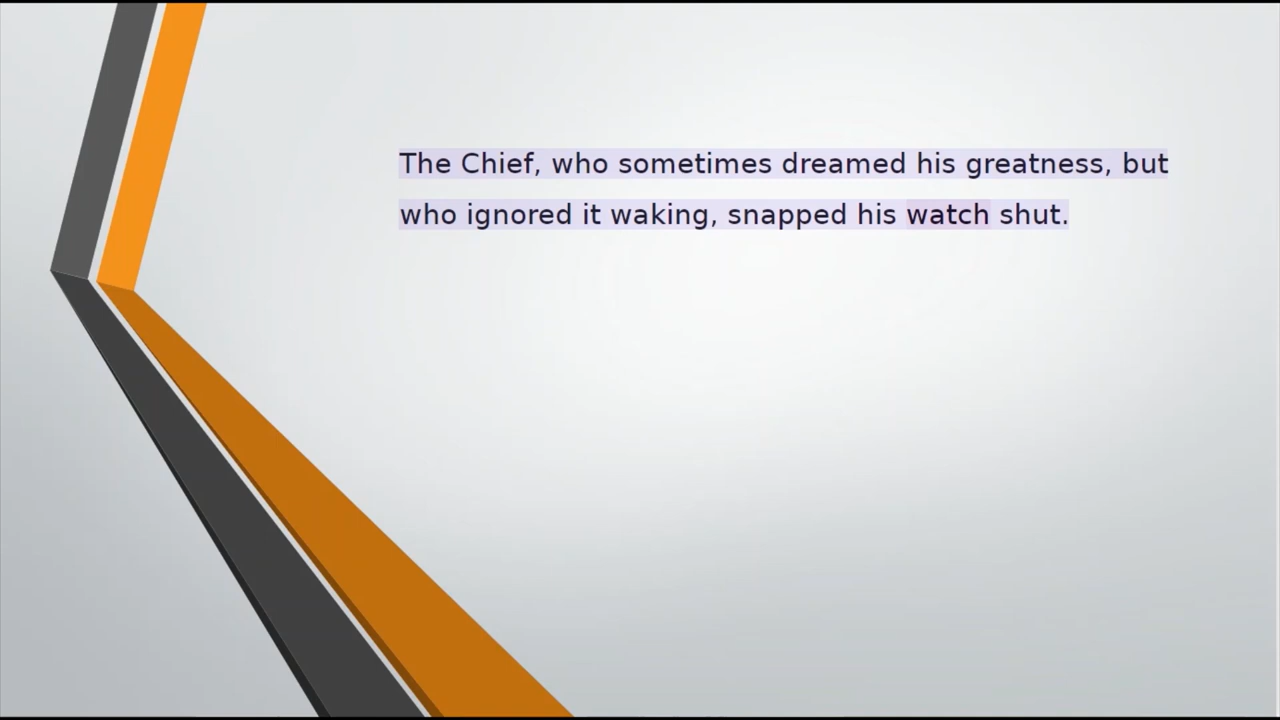 The Chief, who sometimes dreamed his greatness, but
who ignored it waking, snapped his watch shut.